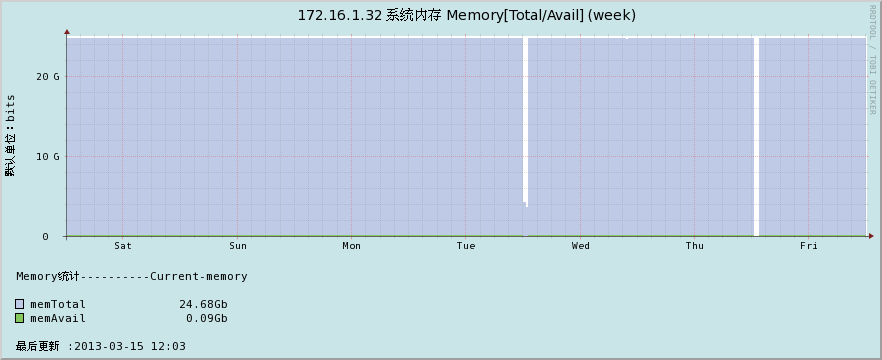 172.16.1.32 系统内存 Memory[Total/Avail] (week)
RRDTOOL / TOBI OETIKER
默认单位：bits
20 G
10 G
0
Sat Sun Mon Tue Wed Thu Fri
Memory统计----------Current-memory
memTotal 24.68Gb
memAvail 0.09Gb
最后更新 :2013-03-15 12:03